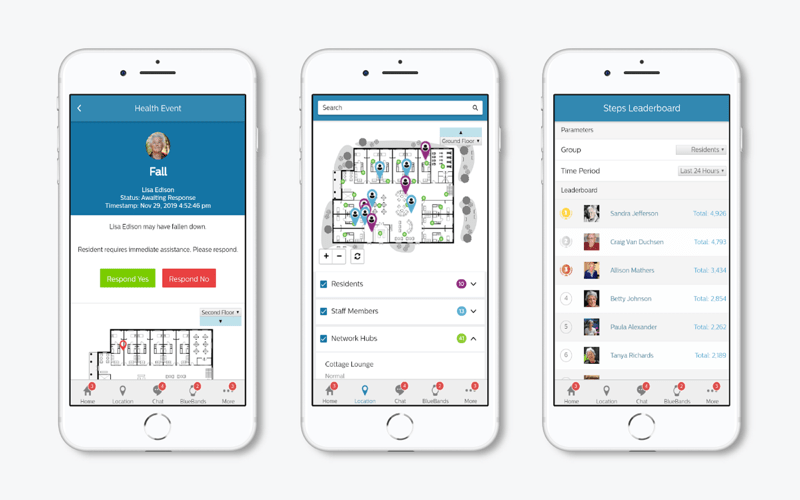 Health Event
Fall
Lisa Edison
Status: Awaiting Response
Timestamp: Nov 29, 2019 4:52:46 pm
Lisa Edison may have fallen down.
Resident requires immediate assistance. Please respond.
Respond Yes Respond No
Second Floor
3 2 3
Home Location Chat BlueBands More
Search
Ground Floor
Residents 10
Staff Members 13
Network Hubs 41
Cottage Lounge
Normal
Home Location Chat BlueBands More
Steps Leaderboard
Parameters
Group Residents
Time Period Last 24 Hours
Leaderboard
Sandra Jefferson Total: 4,926
Craig Van Duchsen Total: 4,793
Allison Mathers Total: 3,434
4 Betty Johnson Total: 2,854
5 Paula Alexander Total: 2,262
6 Tanya Richards Total: 2,189
Home Location Chat BlueBands More